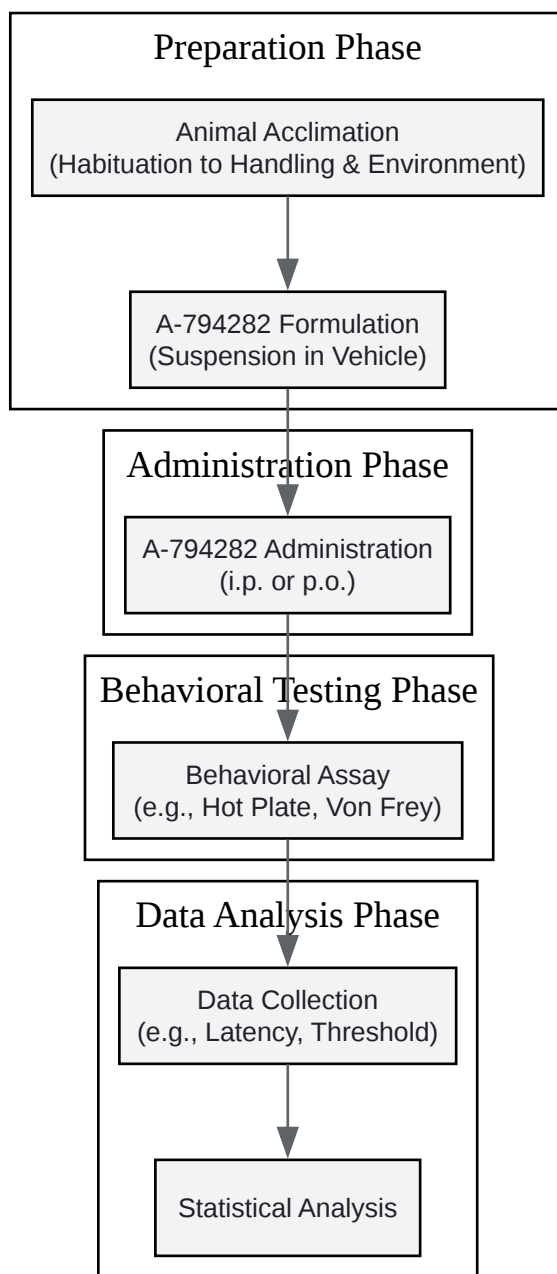 Preparation Phase
Animal Acclimation
(Habituation to Handling & Environment)
A-794282 Formulation
(Suspension in Vehicle)
Administration Phase
A-794282 Administration
(i.p. or p.o.)
Behavioral Testing Phase
Behavioral Assay
(e.g., Hot Plate, Von Frey)
Data Analysis Phase
Data Collection
(e.g., Latency, Threshold)
Statistical Analysis